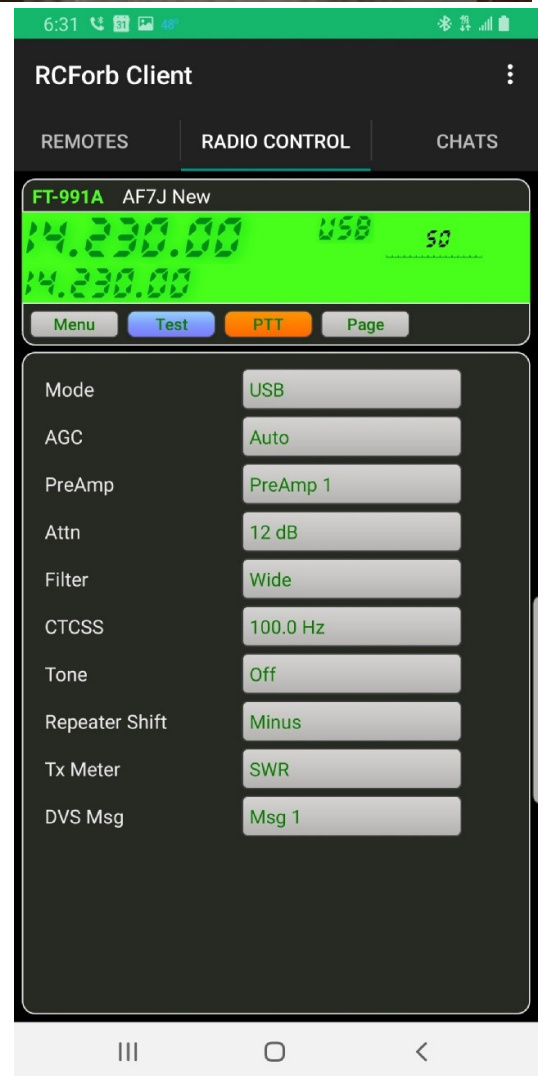 6:31 31 48°
RCForb Client
REMOTES RADIO CONTROL CHATS
FT-991A AF7J New
14.230.00 USB S0
14.230.00
Menu Test PTT Page
Mode USB
AGC Auto
PreAmp PreAmp 1
Attn 12 dB
Filter Wide
CTCSS 100.0 Hz
Tone Off
Repeater Shift Minus
Tx Meter SWR
DVS Msg Msg 1